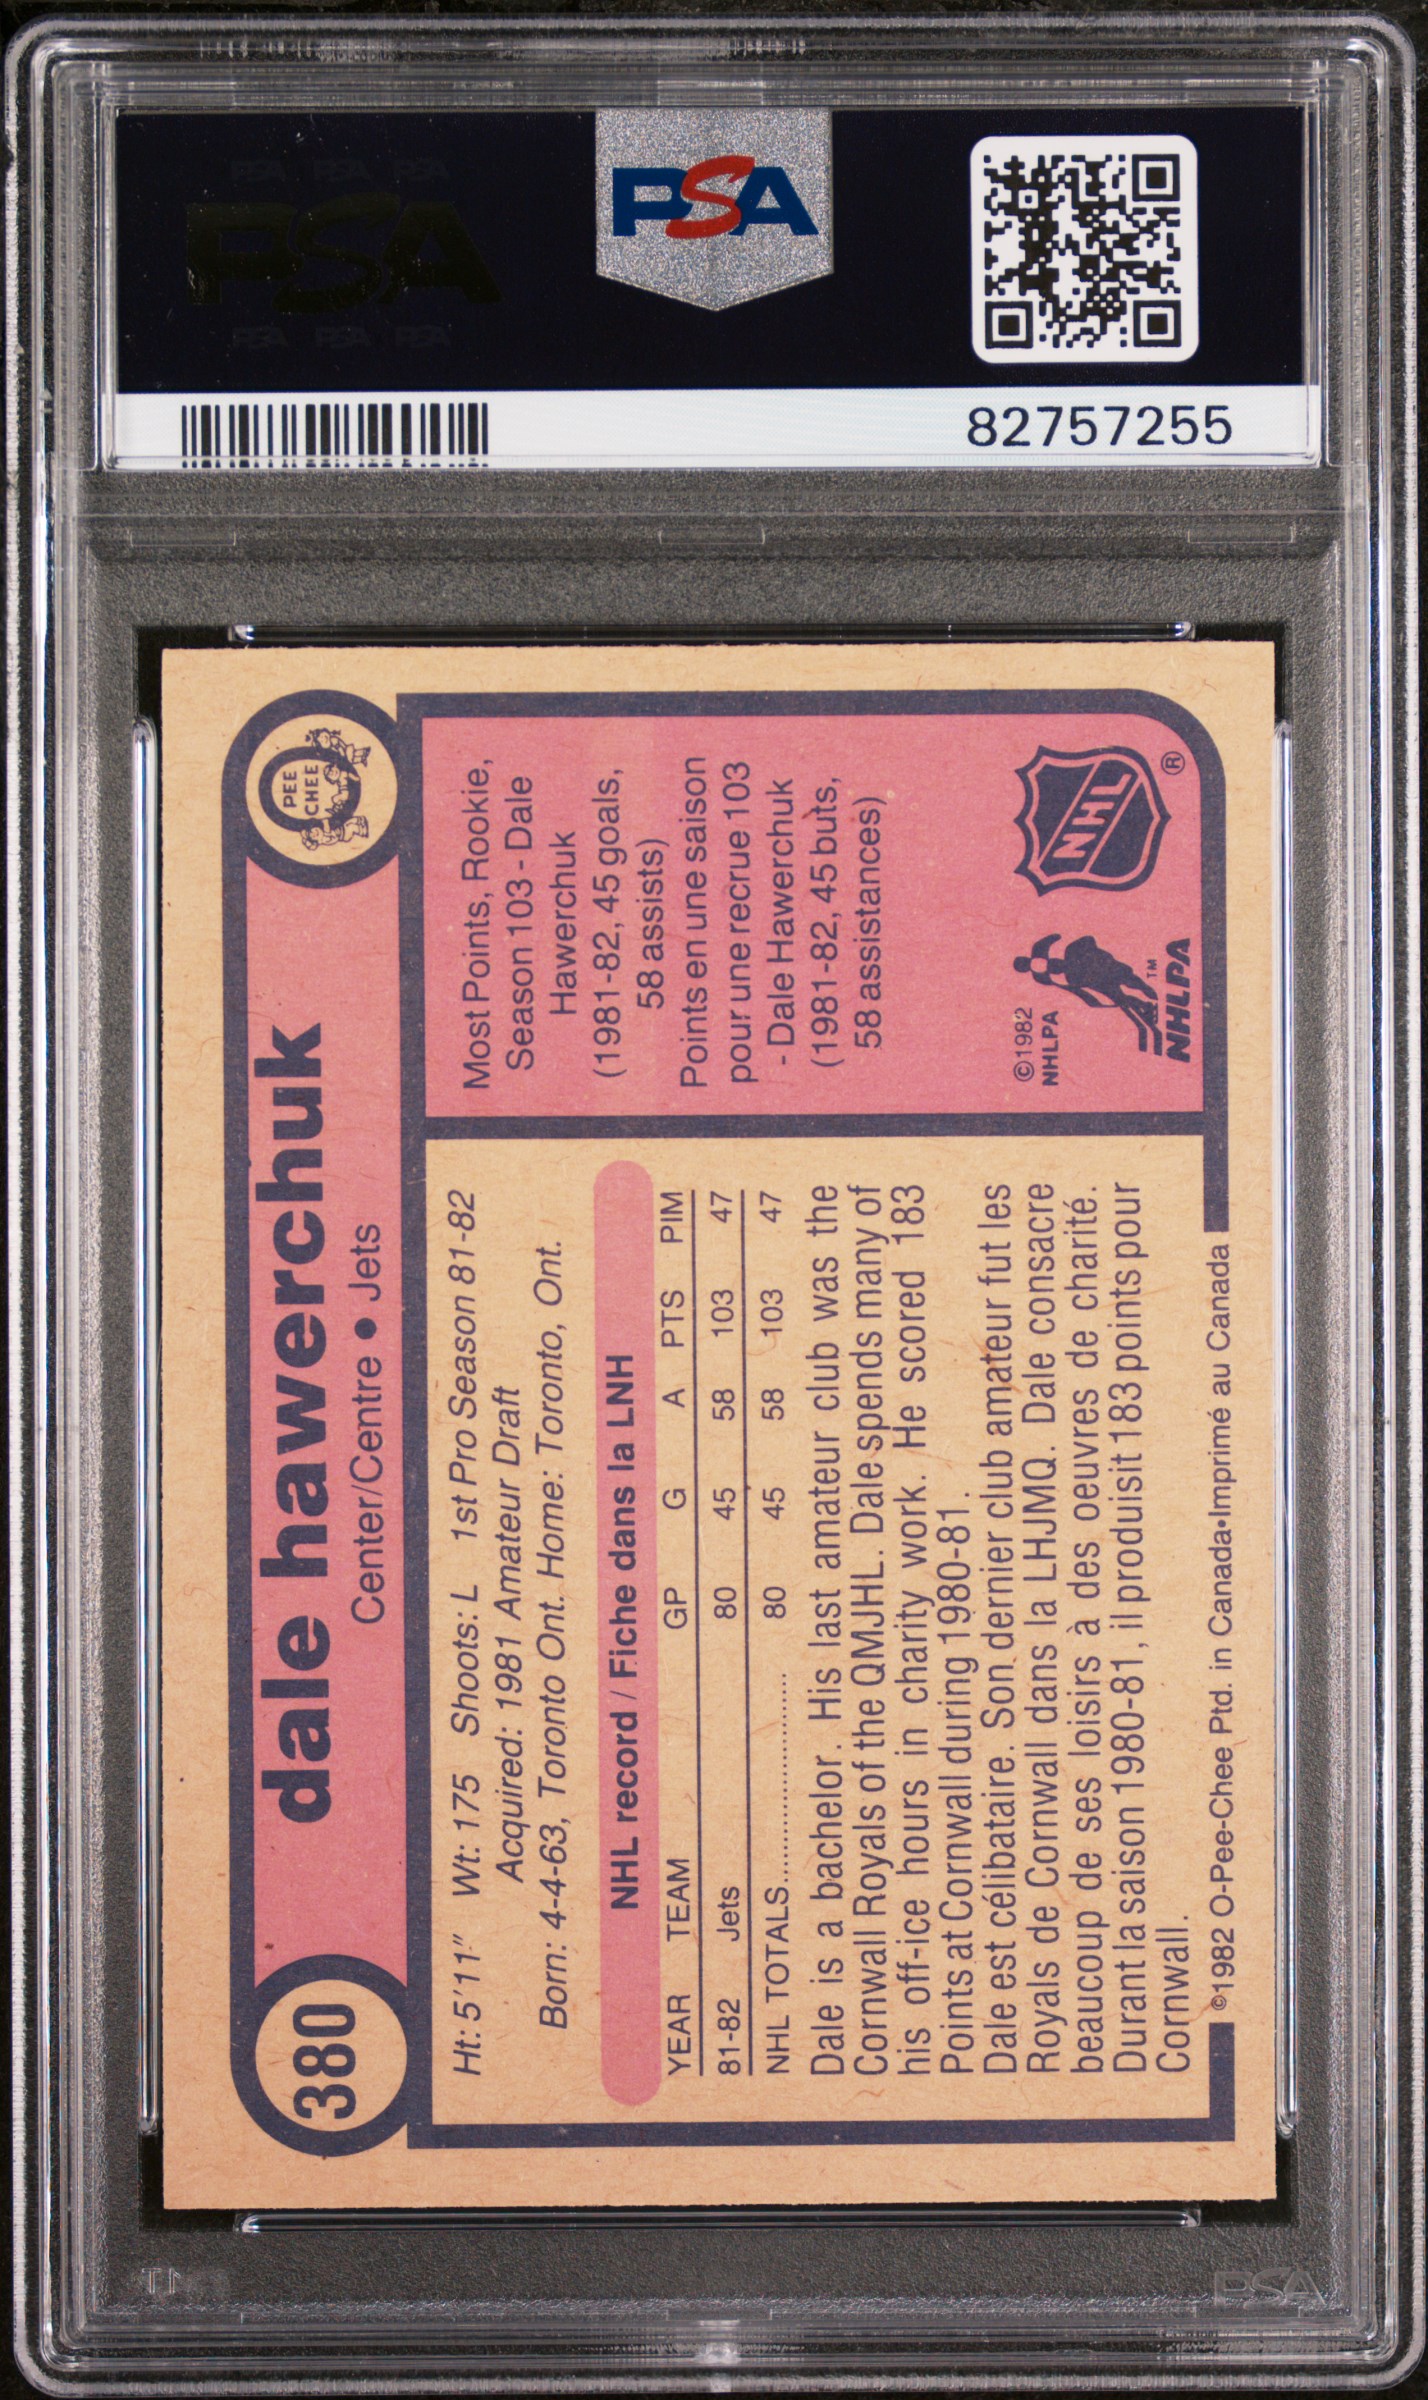 PSA PSA PSA
PSA
PSA PSA PSA
PSA
82757255
380
dale hawerchuk
Center/Centre • Jets
O
PEE
CHEE
Ht: 5'11" Wt: 175 Shoots: L 1st Pro Season 81-82
Acquired: 1981 Amateur Draft
Born: 4-4-63, Toronto Ont. Home: Toronto, Ont.
NHL record / Fiche dans la LNH
YEAR TEAM GP G A PTS PIM
81-82 Jets 80 45 58 103 47
NHL TOTALS.................... 80 45 58 103 47
Dale is a bachelor. His last amateur club was the
Cornwall Royals of the QMJHL. Dale spends many of
his off-ice hours in charity work. He scored 183
Points at Cornwall during 1980-81.
Dale est célibataire. Son dernier club amateur fut les
Royals de Cornwall dans la LHJMQ. Dale consacre
beaucoup de ses loisirs à des oeuvres de charité.
Durant la saison 1980-81, il produisit 183 points pour
Cornwall.
©1982 O-Pee-Chee Ptd. in Canada•Imprimé au Canada
Most Points, Rookie,
Season 103 - Dale
Hawerchuk
(1981-82, 45 goals,
58 assists)
Points en une saison
pour une recrue 103
- Dale Hawerchuk
(1981-82, 45 buts,
58 assistances)
©1982
NHLPA
NHLPA™
NHL®
PSA